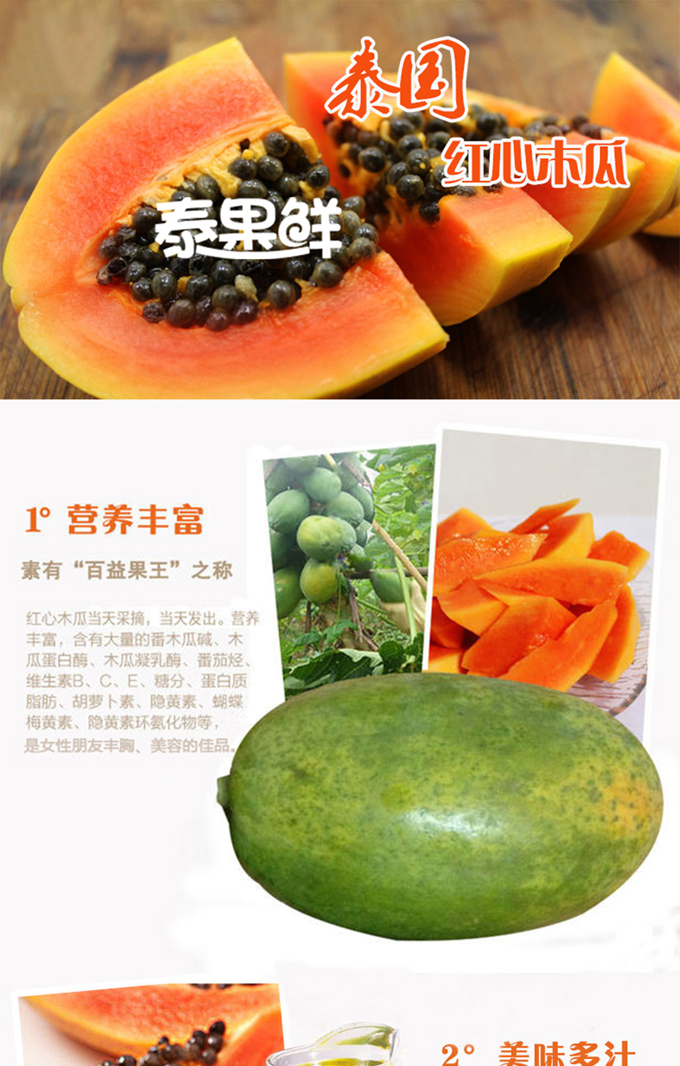 泰国
红心木瓜
泰果鲜
1° 营养丰富
素有“百益果王”之称
红心木瓜当天采摘，当天发出。营养
丰富，含有大量的番木瓜碱、木
瓜蛋白酶、木瓜凝乳酶、番茄烃、
维生素B、C、E、糖分、蛋白质
脂肪、胡萝卜素、隐黄素、蝴蝶
梅黄素、隐黄素环氨化物等，
是女性朋友丰胸、美容的佳品。
2° 美味多汁